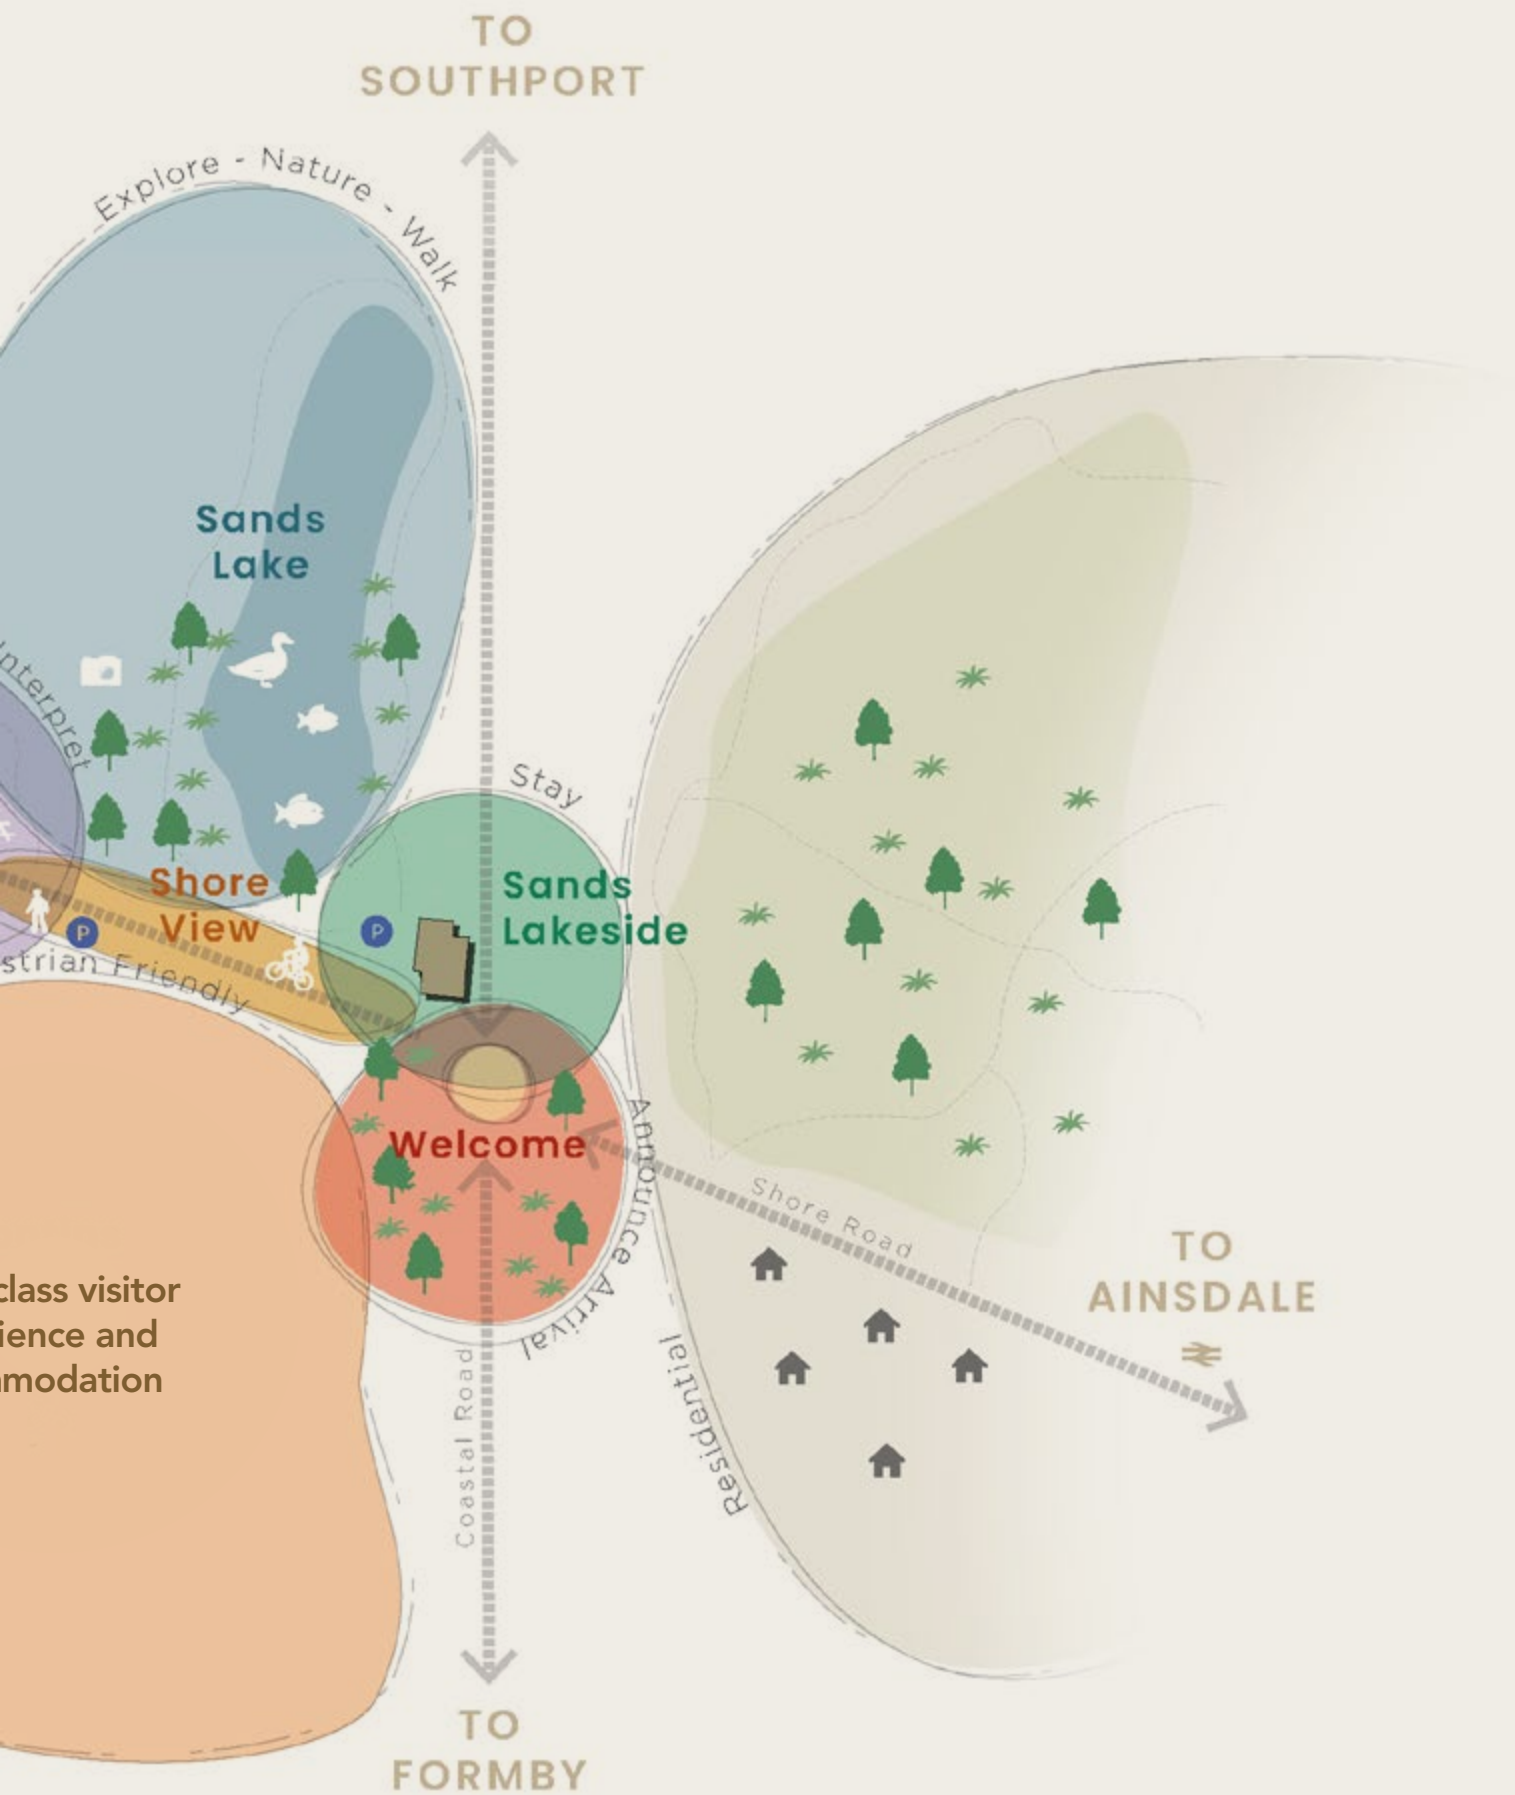 TO
SOUTHPORT
Explore - Nature - Walk
Sands
Lake
Interpret
Stay
Shore
View
P
P
Sands
Lakeside
strian Friendly
Welcome
Announce Arrival
Shore Road
TO
AINSDALE
class visitor
ience and
modation
Coastal Road
Residential
TO
FORMBY